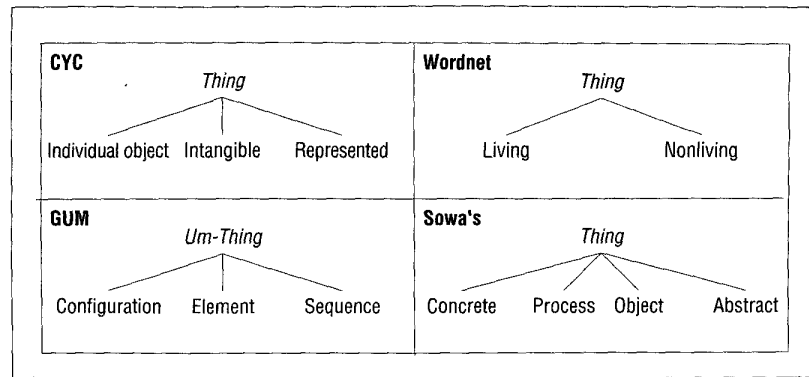 CYC
Thing
Individual object Intangible Represented
Wordnet
Thing
Living Nonliving
GUM
Um-Thing
Configuration Element Sequence
Sowa's
Thing
Concrete Process Object Abstract